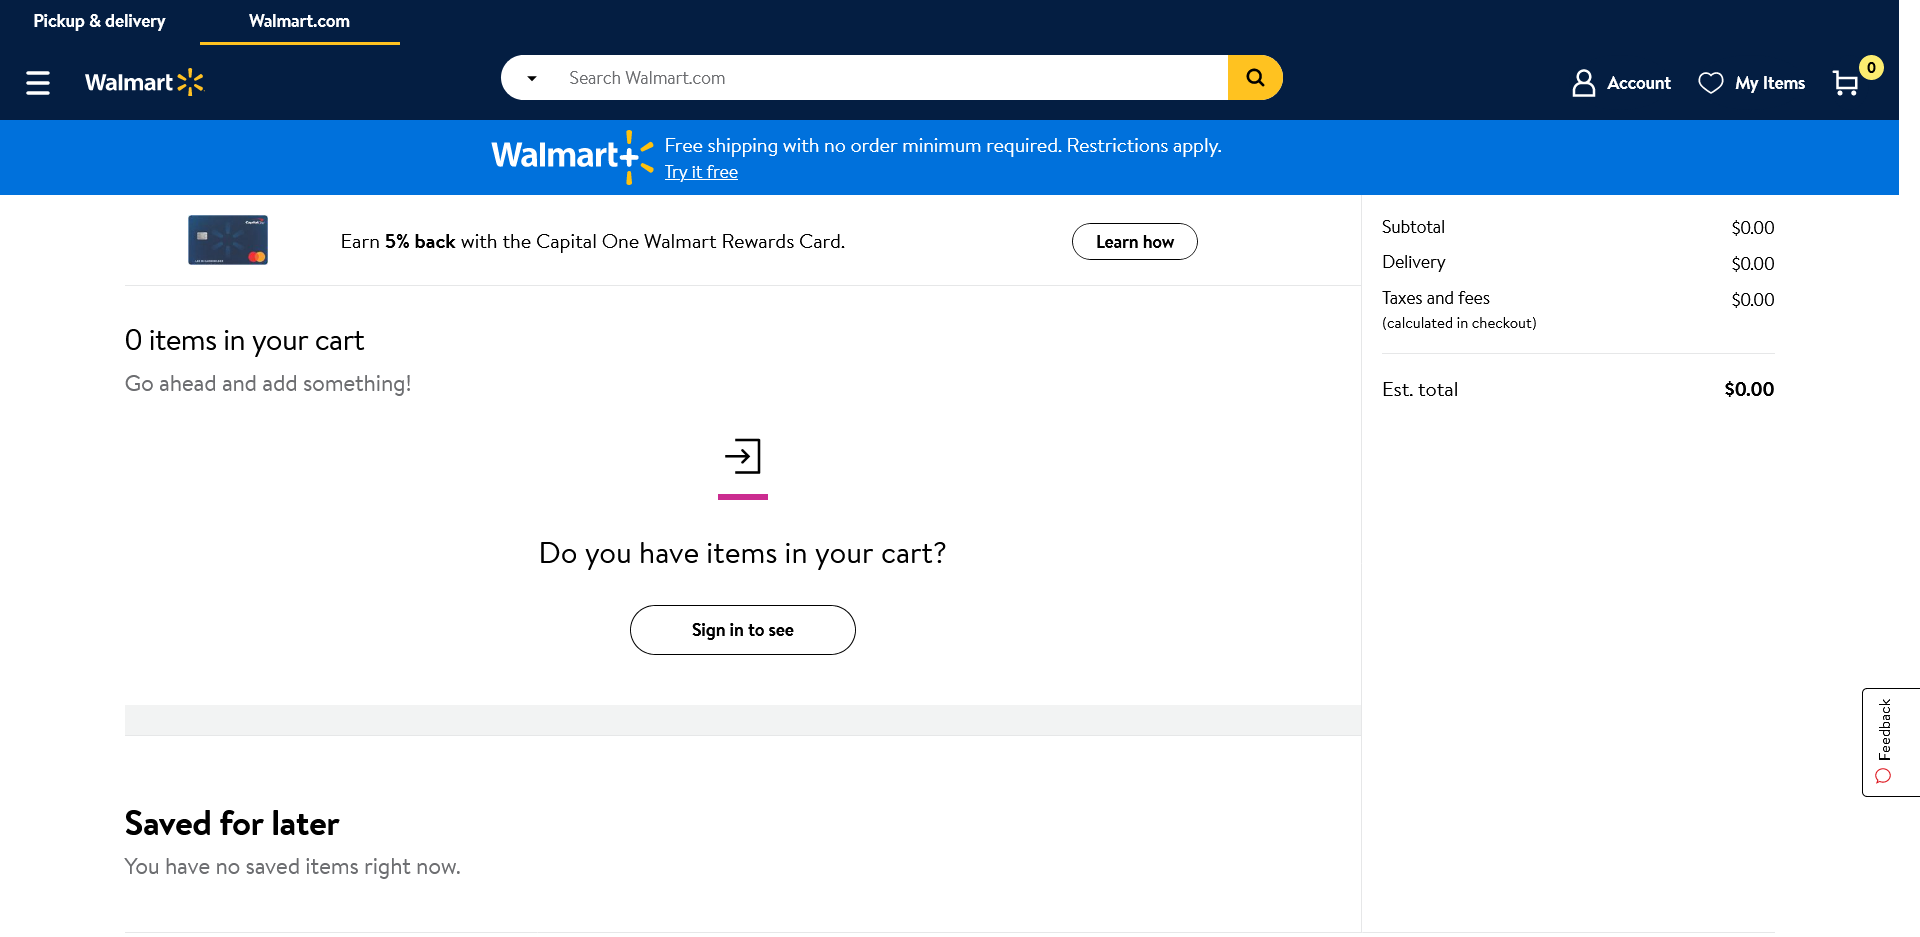 Pickup & delivery
Walmart.com
Walmart
Search Walmart.com
Account
My Items
0
Walmart+
Free shipping with no order minimum required. Restrictions apply.
Try it free
Earn 5% back with the Capital One Walmart Rewards Card.
Learn how
0 items in your cart
Go ahead and add something!
Do you have items in your cart?
Sign in to see
Saved for later
You have no saved items right now.
Subtotal $0.00
Delivery $0.00
Taxes and fees $0.00
(calculated in checkout)
Est. total $0.00
Feedback